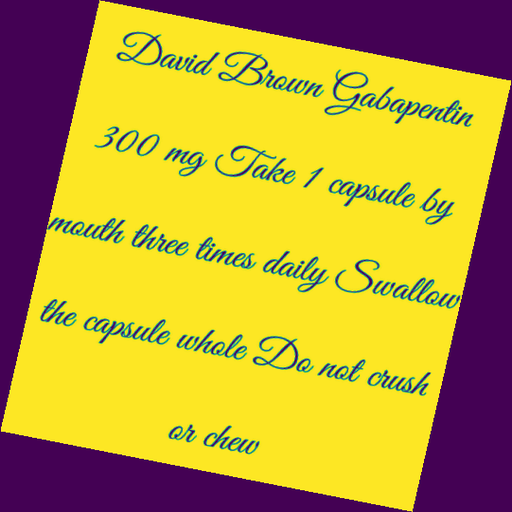 David Brown Gabapentin
300 mg Take 1 capsule by
mouth three times daily Swallow
the capsule whole Do not crush
or chew